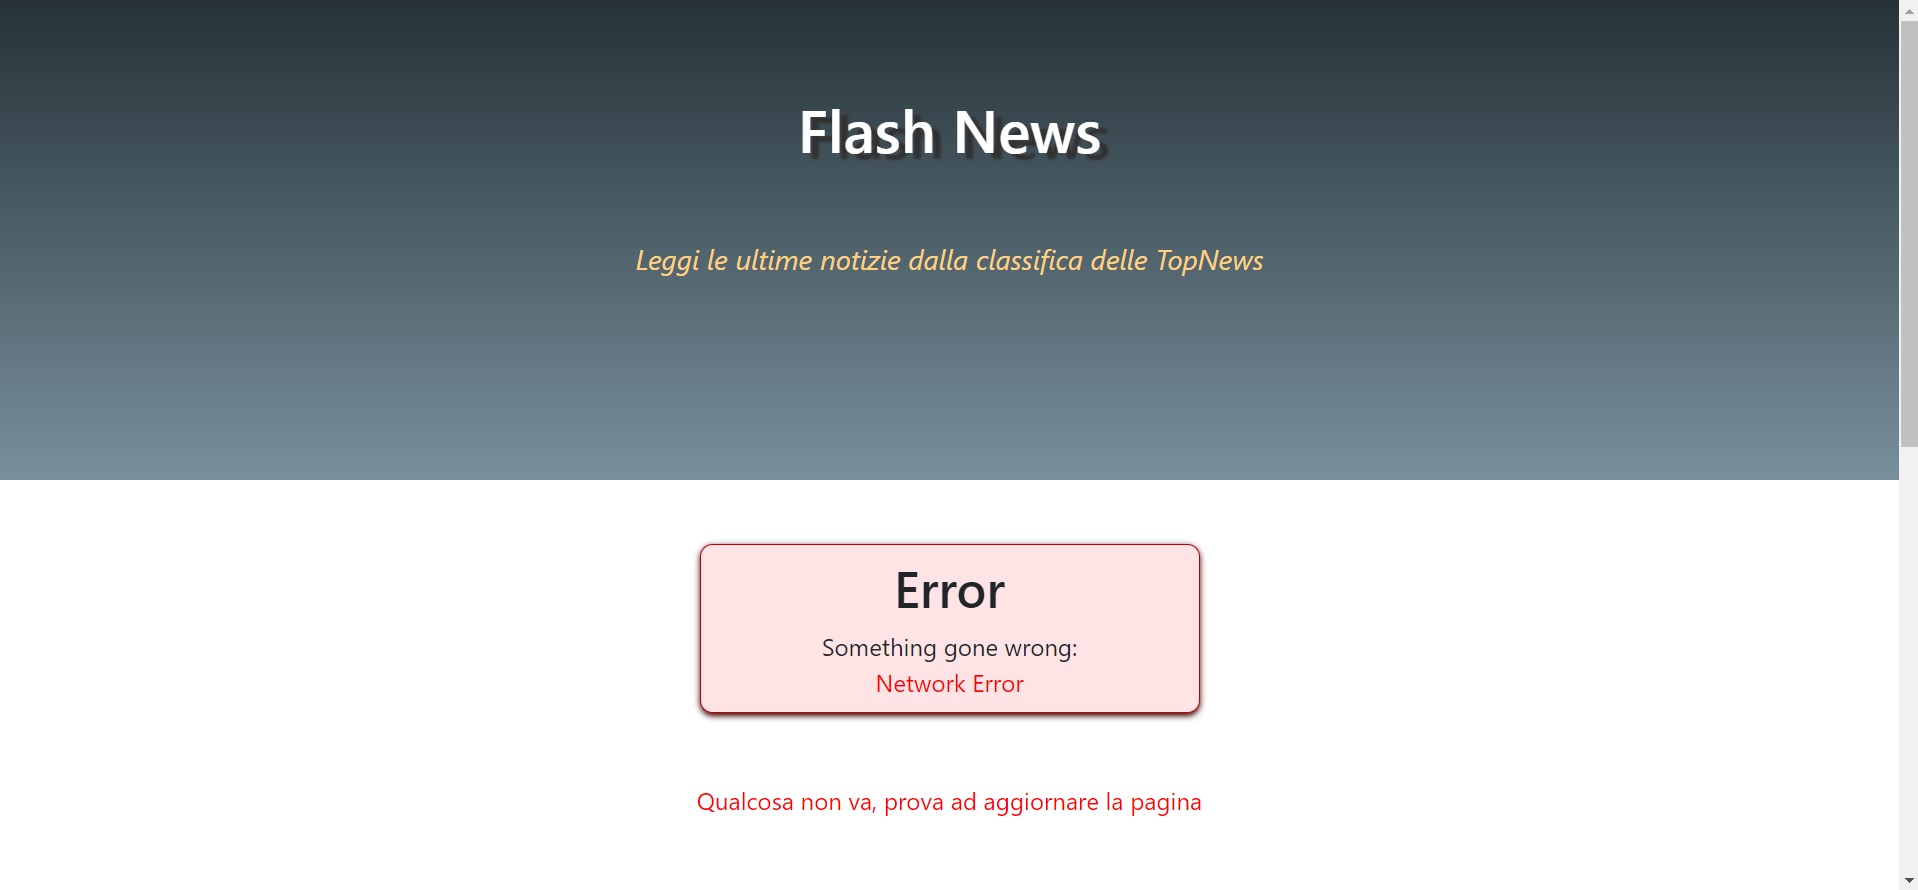 Flash News
Leggi le ultime notizie dalla classifica delle TopNews
Error
Something gone wrong:
Network Error
Qualcosa non va, prova ad aggiornare la pagina